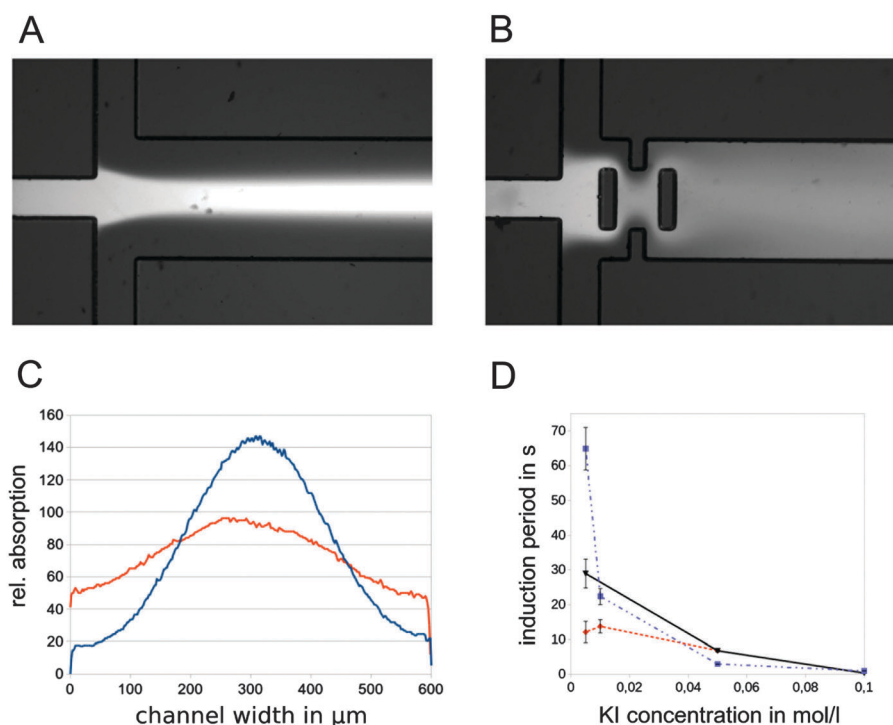 A
B
C
160
140
120
100
80
60
40
20
0
0 100 200 300 400 500 600
rel. absorption
channel width in µm
D
70
60
50
40
30
20
10
0
0 0,02 0,04 0,06 0,08 0,1
induction period in s
KI concentration in mol/l